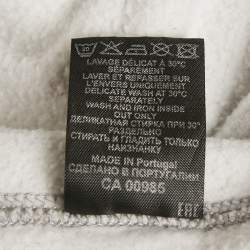 30
LAVAGE DÉLICAT À 30°C
SÉPARÉMENT
LAVER ET REPASSER SUR
L'ENVERS UNIQUEMENT
DELICATE WASH AT 30°C
SEPARATELY
WASH AND IRON INSIDE
OUT ONLY
ДЕЛИКАТНАЯ СТИРКА ПРИ 30°
РАЗДЕЛЬНО
СТИРАТЬ И ГЛАДИТЬ ТОЛЬКО
НАИЗНАНКУ
MADE IN Portugal
СДЕЛАНО В ПОРТУГАЛИИ
CA 00985
EAC